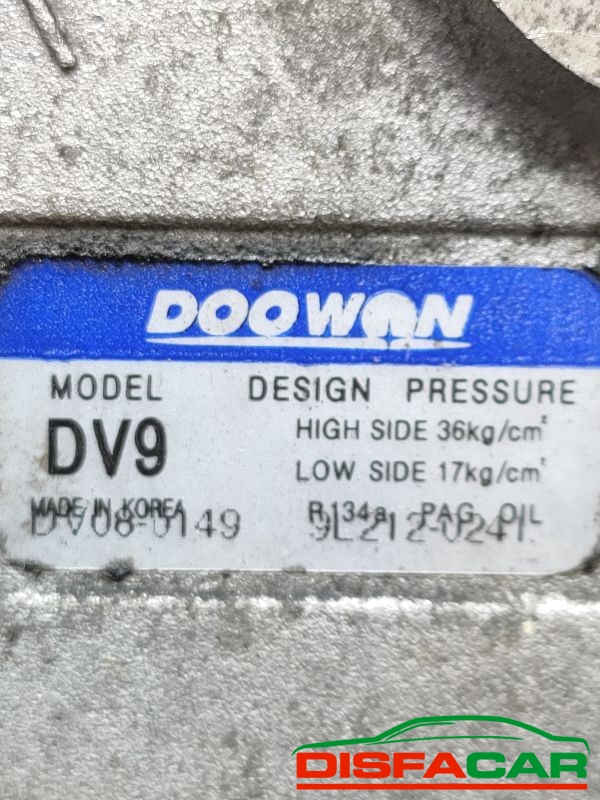 DOOWON
MODEL DESIGN PRESSURE
DV9 HIGH SIDE 36kg/cm²
LOW SIDE 17kg/cm²
MADE IN KOREA R134a PAG OIL
DV08-0149 9L212-0241
DISFACAR